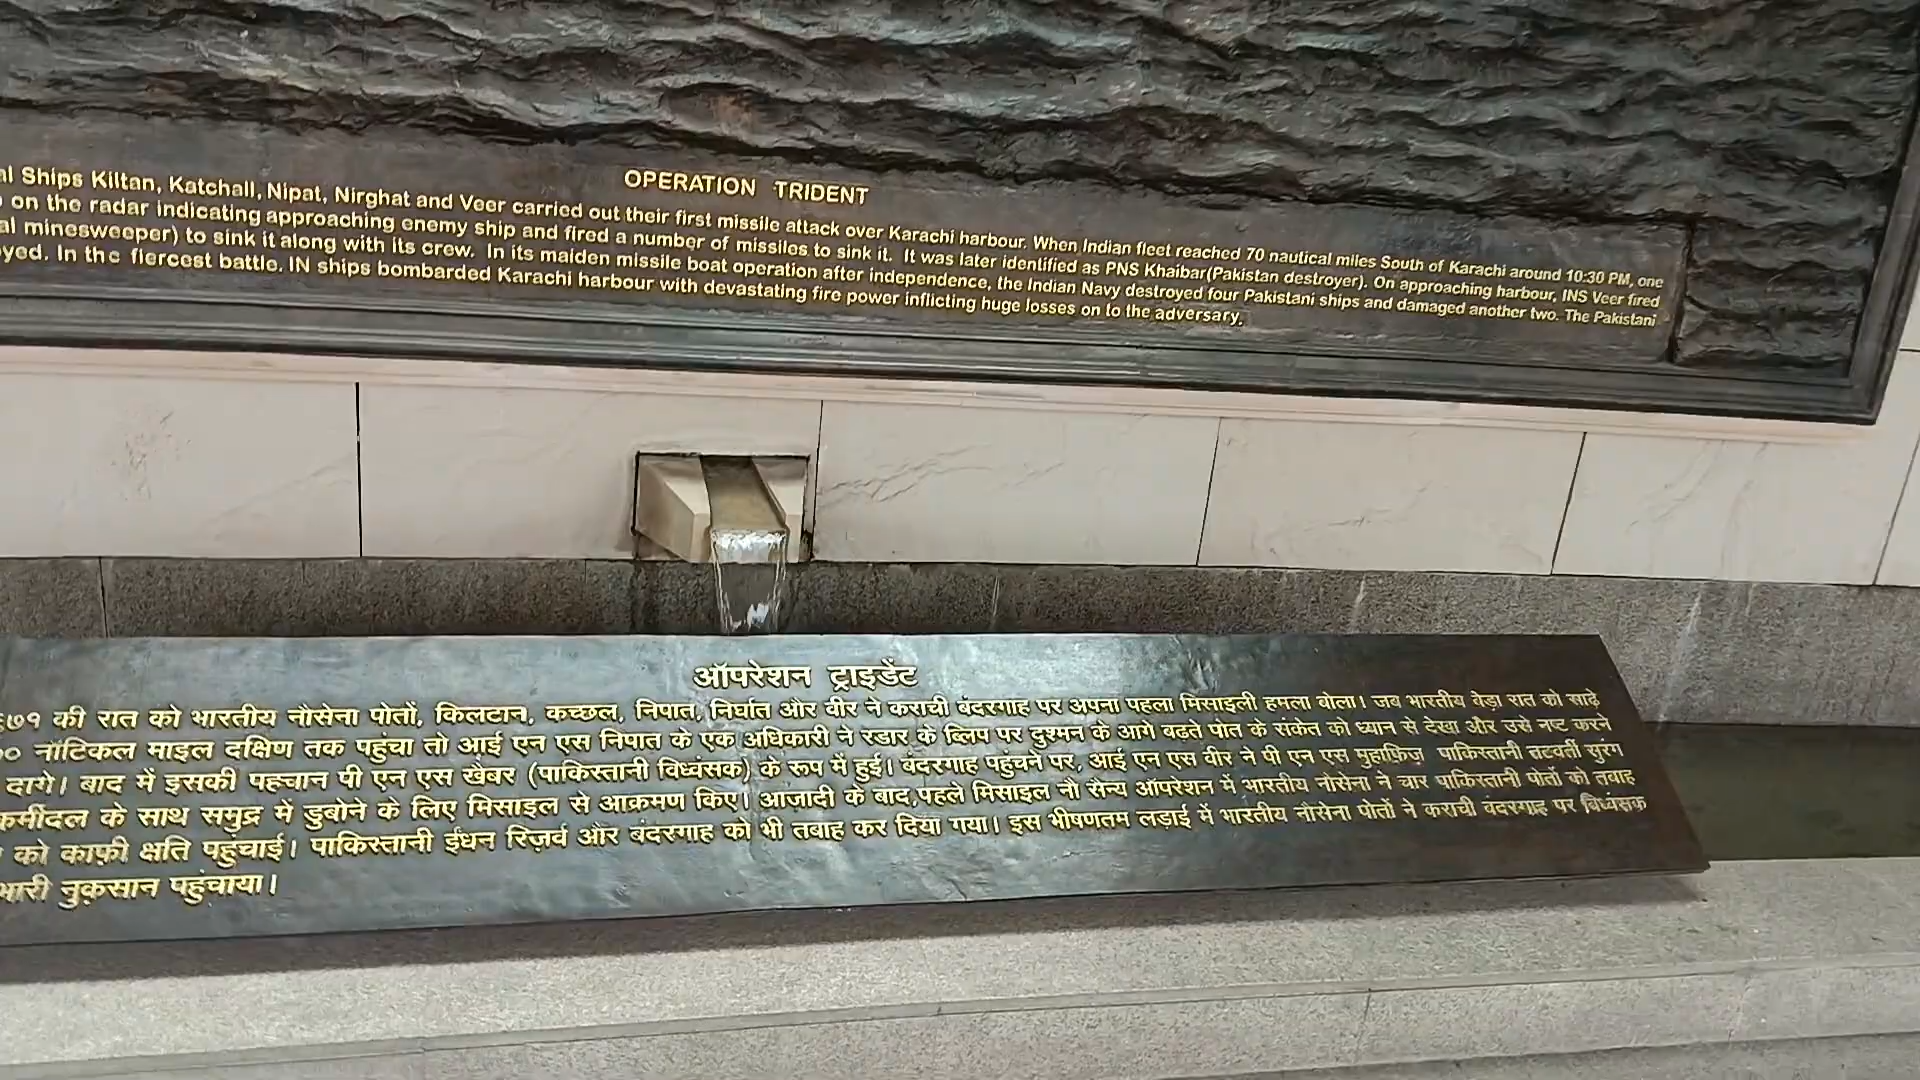 OPERATION TRIDENT
al Ships Kiltan, Katchall, Nipat, Nirghat and Veer carried out their first missile attack over Karachi harbour. When Indian fleet reached 70 nautical miles South of Karachi around 10:30 PM, one
on the radar indicating approaching enemy ship and fired a number of missiles to sink it. It was later identified as PNS Khaibar(Pakistan destroyer). On approaching harbour, INS Veer fired
al minesweeper) to sink it along with its crew. In its maiden missile boat operation after independence, the Indian Navy destroyed four Pakistani ships and damaged another two. The Pakistani
yed. In the fiercest battle, IN ships bombarded Karachi harbour with devastating fire power inflicting huge losses on to the adversary.
ऑपरेशन ट्राइडेंट
९७१ की रात को भारतीय नौसेना पोतों, किलटान, कच्छल, निपात, निर्घात और वीर ने कराची बंदरगाह पर अपना पहला मिसाइली हमला बोला। जब भारतीय बेड़ा रात को साढ़े
० नॉटिकल माइल दक्षिण तक पहुंचा तो आई एन एस निपात के एक अधिकारी ने रडार के ब्लिप पर दुश्मन के आगे बढते पोत के संकेत को ध्यान से देखा और उसे नष्ट करने
दागे। बाद में इसकी पहचान पी एन एस खैबर (पाकिस्तानी विध्वंसक) के रूप में हुई। बंदरगाह पहुंचने पर, आई एन एस वीर ने पी एन एस मुहाफ़िज़ पाकिस्तानी तटवर्ती सुरंग
कर्मीदल के साथ समुद्र में डुबोने के लिए मिसाइल से आक्रमण किए। आजादी के बाद,पहले मिसाइल नौ सैन्य ऑपरेशन में भारतीय नौसेना ने चार पाकिस्तानी पोतों को तबाह
को काफ़ी क्षति पहुंचाई। पाकिस्तानी ईंधन रिज़र्व और बंदरगाह को भी तबाह कर दिया गया। इस भीषणतम लड़ाई में भारतीय नौसेना पोतों ने कराची बंदरगाह पर विध्वंसक
भारी नुक़सान पहुंचाया।